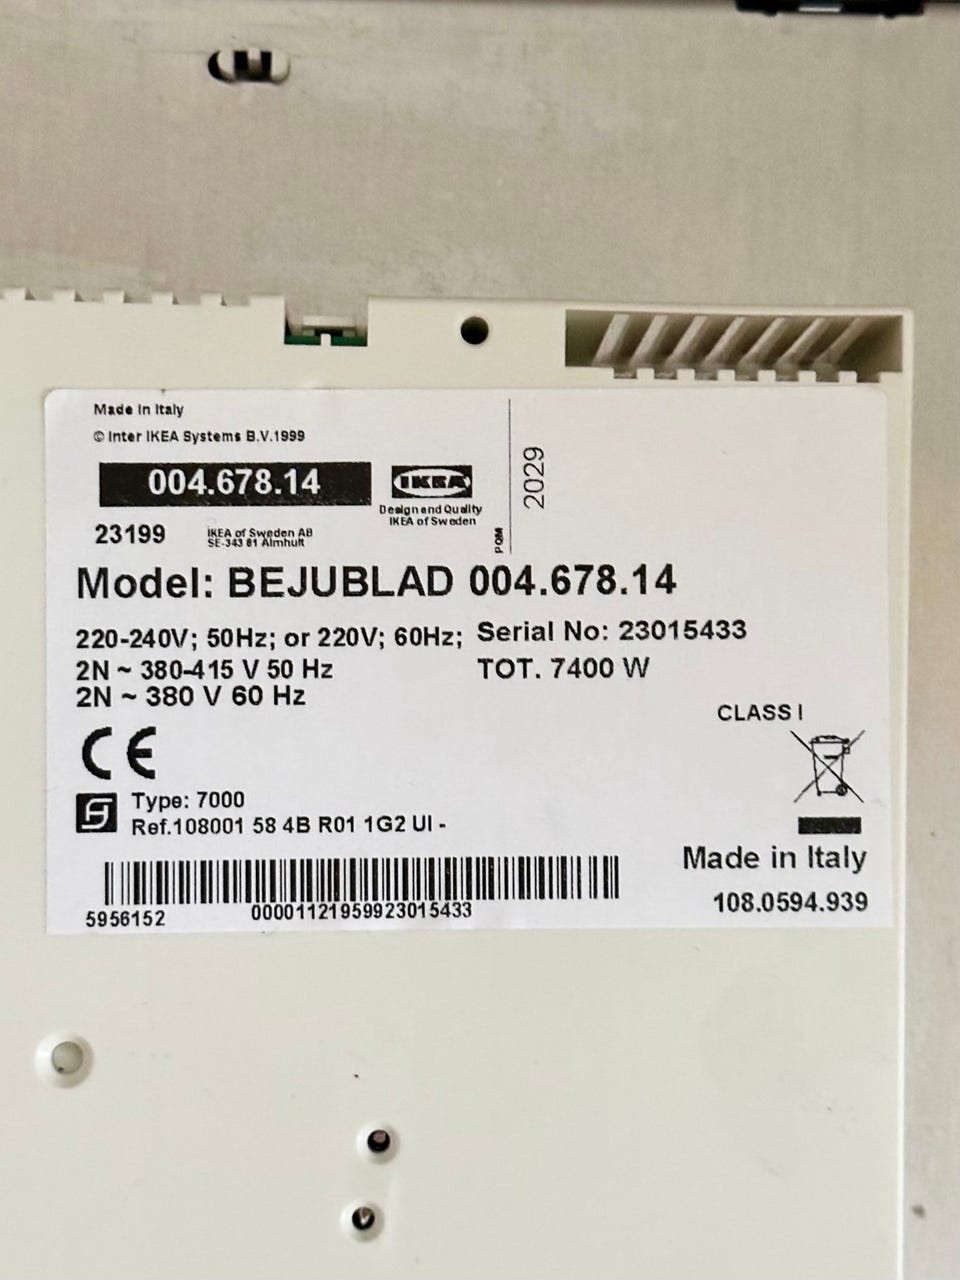 Made in Italy
© Inter IKEA Systems B.V.1999
004.678.14
IKEA
Design and Quality
IKEA of Sweden
23199
IKEA of Sweden AB
SE-343 81 Älmhult
PQM
2029
Model: BEJUBLAD 004.678.14
220-240V; 50Hz; or 220V; 60Hz;
Serial No: 23015433
2N ~ 380-415 V 50 Hz
TOT. 7400 W
2N ~ 380 V 60 Hz
CLASS I
CE
Type: 7000
Ref.108001 58 4B R01 1G2 UI -
Made in Italy
5956152
00001121959923015433
108.0594.939